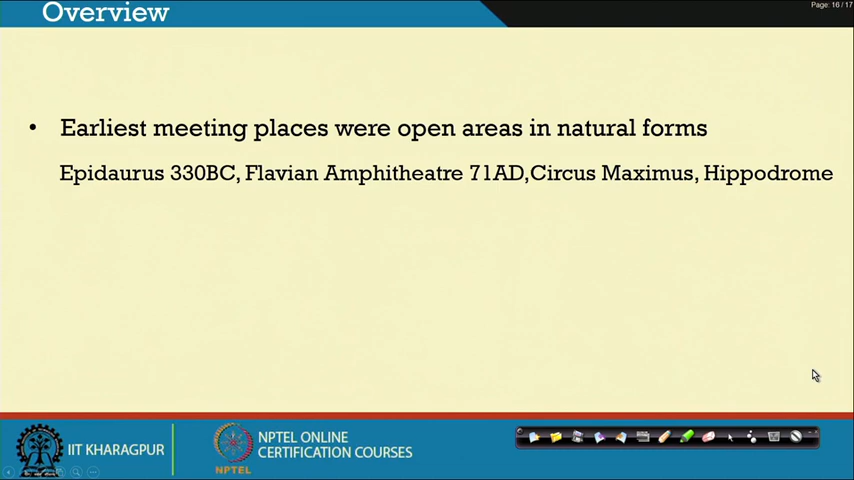 Page: 16 / 17
Overview
• Earliest meeting places were open areas in natural forms
Epidaurus 330BC, Flavian Amphitheatre 71AD,Circus Maximus, Hippodrome
IIT KHARAGPUR
NPTEL
NPTEL ONLINE
CERTIFICATION COURSES